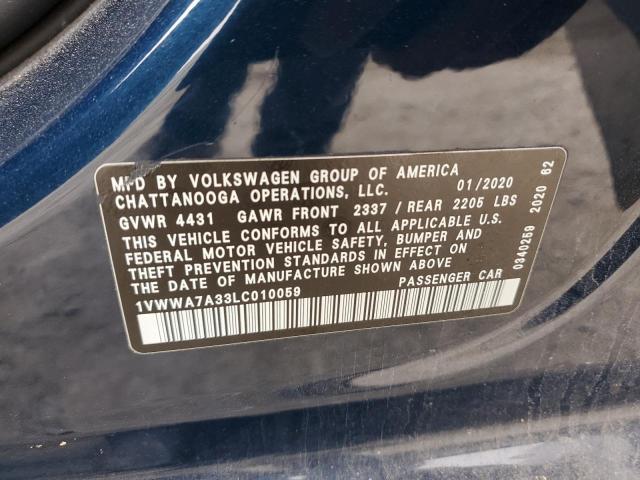 MFD BY VOLKSWAGEN GROUP OF AMERICA
CHATTANOOGA OPERATIONS, LLC. 01/2020
GVWR 4431 GAWR FRONT 2337 / REAR 2205 LBS
THIS VEHICLE CONFORMS TO ALL APPLICABLE U.S.
FEDERAL MOTOR VEHICLE SAFETY, BUMPER AND
THEFT PREVENTION STANDARDS IN EFFECT ON
THE DATE OF MANUFACTURE SHOWN ABOVE
1VWWA7A33LC010059 PASSENGER CAR
0340259 2020 62